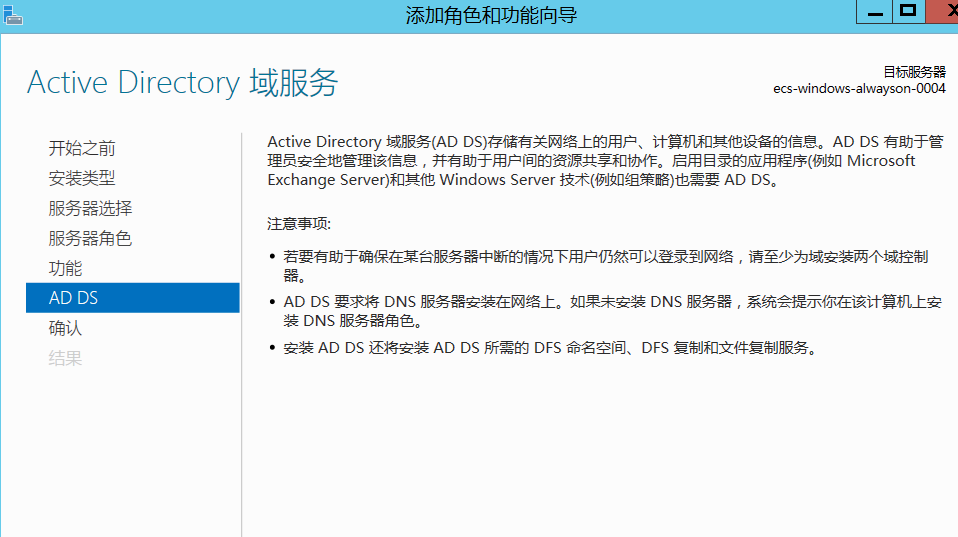 添加角色和功能向导
Active Directory 域服务
目标服务器
ecs-windows-alwayson-0004
开始之前
安装类型
服务器选择
服务器角色
功能
AD DS
确认
结果
Active Directory 域服务(AD DS)存储有关网络上的用户、计算机和其他设备的信息。AD DS 有助于管
理员安全地管理该信息，并有助于用户间的资源共享和协作。启用目录的应用程序(例如 Microsoft
Exchange Server)和其他 Windows Server 技术(例如组策略)也需要 AD DS。
注意事项:
• 若要有助于确保在某台服务器中断的情况下用户仍然可以登录到网络，请至少为域安装两个域控制
器。
• AD DS 要求将 DNS 服务器安装在网络上。如果未安装 DNS 服务器，系统会提示你在该计算机上安
装 DNS 服务器角色。
• 安装 AD DS 还将安装 AD DS 所需的 DFS 命名空间、DFS 复制和文件复制服务。